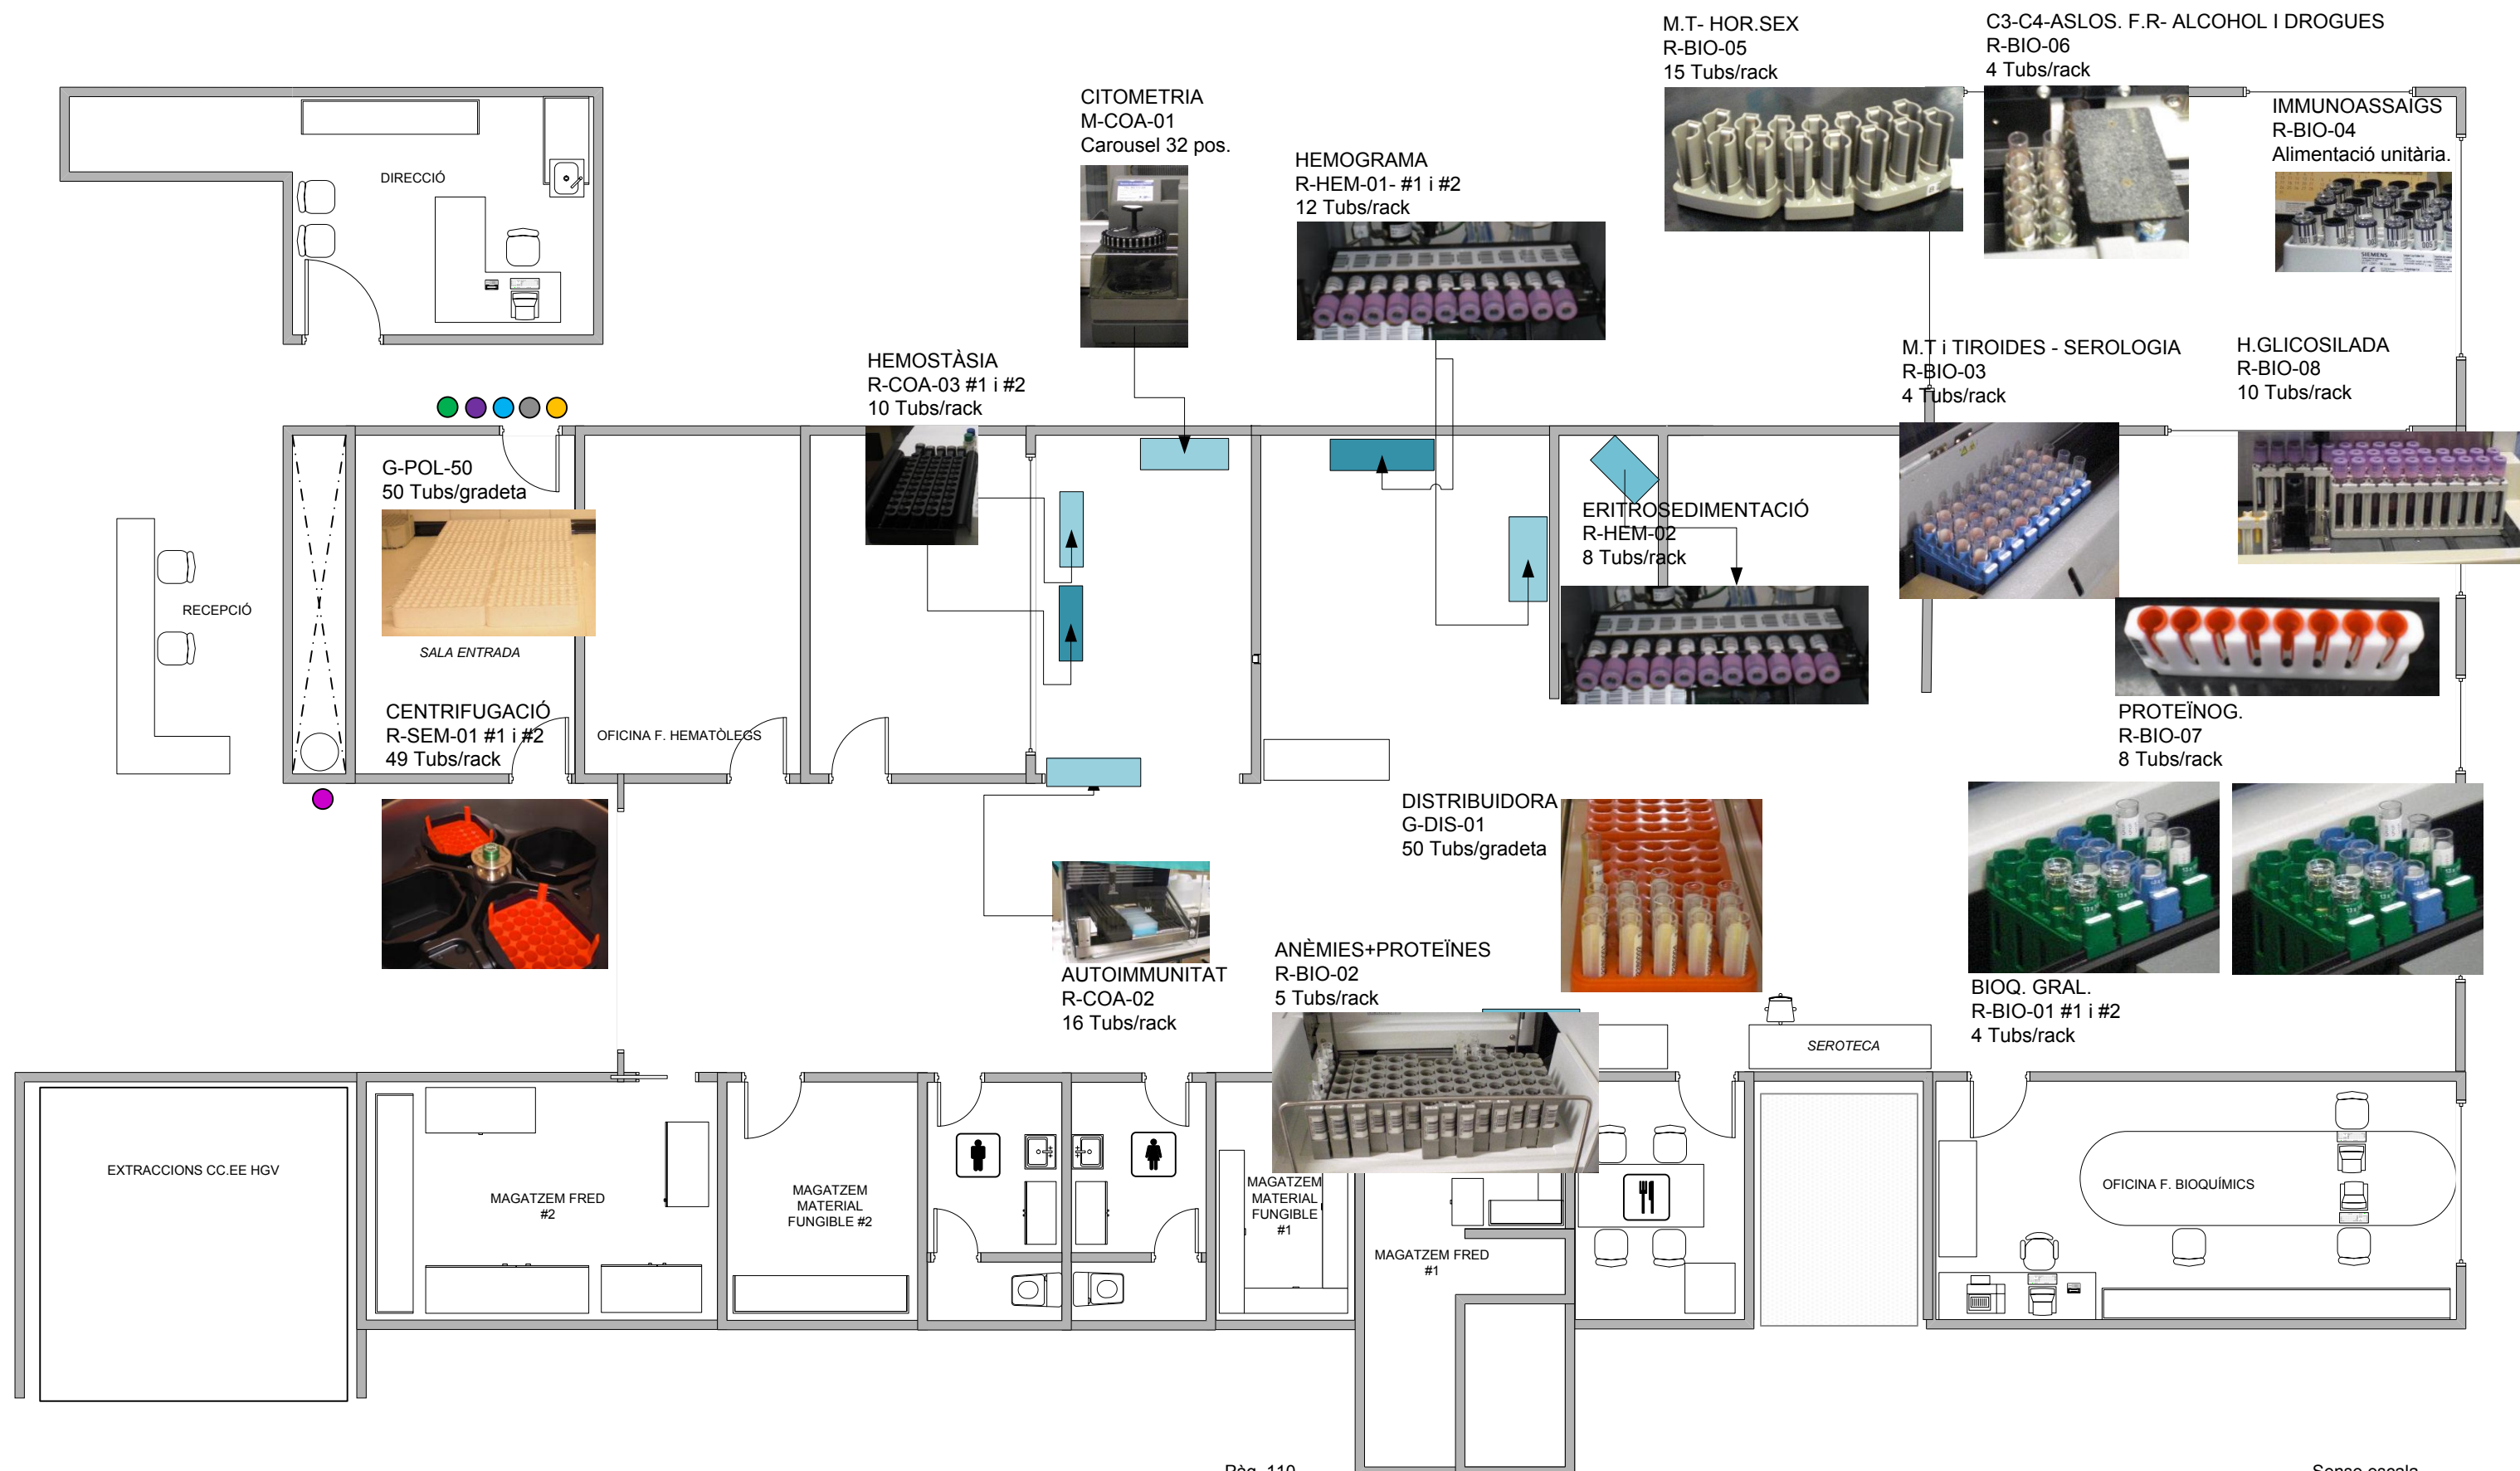 M.T- HOR.SEX
R-BIO-05
15 Tubs/rack
C3-C4-ASLOS. F.R- ALCOHOL I DROGUES
R-BIO-06
4 Tubs/rack
CITOMETRIA
M-COA-01
Carousel 32 pos.
IMMUNOASSAIGS
R-BIO-04
Alimentació unitària.
HEMOGRAMA
R-HEM-01- #1 i #2
12 Tubs/rack
DIRECCIÓ
SIEMENS
HEMOSTÀSIA
R-COA-03 #1 i #2
10 Tubs/rack
M.T i TIROIDES - SEROLOGIA
R-BIO-03
4 Tubs/rack
H.GLICOSILADA
R-BIO-08
10 Tubs/rack
G-POL-50
50 Tubs/gradeta
ERITROSEDIMENTACIÓ
R-HEM-02
8 Tubs/rack
RECEPCIÓ
SALA ENTRADA
CENTRIFUGACIÓ
R-SEM-01 #1 i #2
49 Tubs/rack
OFICINA F. HEMATÒLEGS
PROTEÏNOG.
R-BIO-07
8 Tubs/rack
DISTRIBUIDORA
G-DIS-01
50 Tubs/gradeta
ANÈMIES+PROTEÏNES
R-BIO-02
5 Tubs/rack
AUTOIMMUNITAT
R-COA-02
16 Tubs/rack
BIOQ. GRAL.
R-BIO-01 #1 i #2
4 Tubs/rack
SEROTECA
EXTRACCIONS CC.EE HGV
MAGATZEM FRED
#2
MAGATZEM
MATERIAL
FUNGIBLE #2
MAGATZEM
MATERIAL
FUNGIBLE
#1
MAGATZEM FRED
#1
OFICINA F. BIOQUÍMICS
Pàg. 110
Sense escala